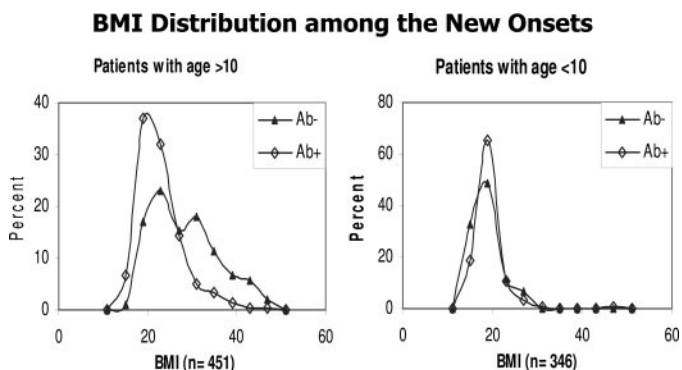 BMI Distribution among the New Onsets
Patients with age >10
40
30
20
10
0
Percent
Ab-
Ab+
0
20
40
60
BMI (n= 451)
Patients with age <10
80
60
40
20
0
Percent
Ab-
Ab+
0
20
40
60
BMI (n= 346)